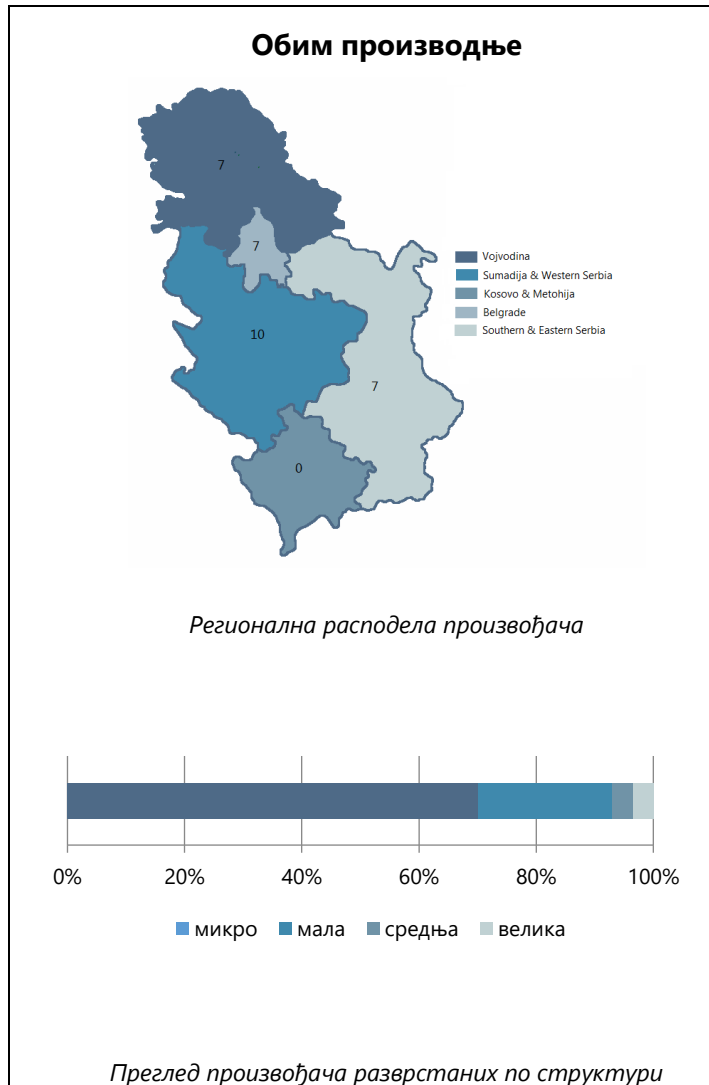 Обим производње
7
7
10
7
0
Vojvodina
Sumadija & Western Serbia
Kosovo & Metohija
Belgrade
Southern & Eastern Serbia
Регионална расподела произвођача
0% 20% 40% 60% 80% 100%
микро мала средња велика
Преглед произвођача разврстаних по структури